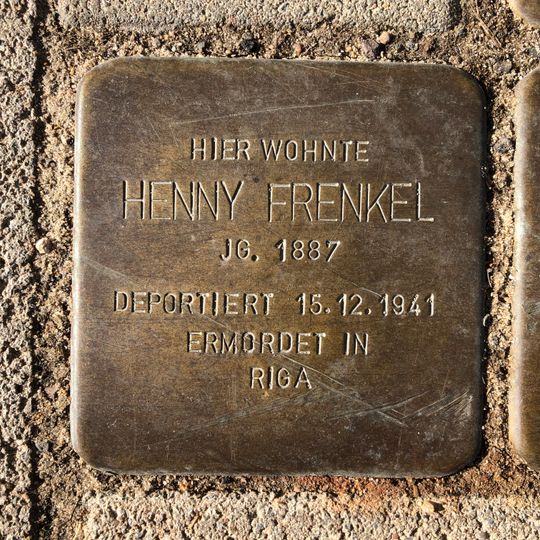 HIER WOHNTE
HENNY FRENKEL
JG. 1887
DEPORTIERT 15.12.1941
ERMORDET IN
RIGA